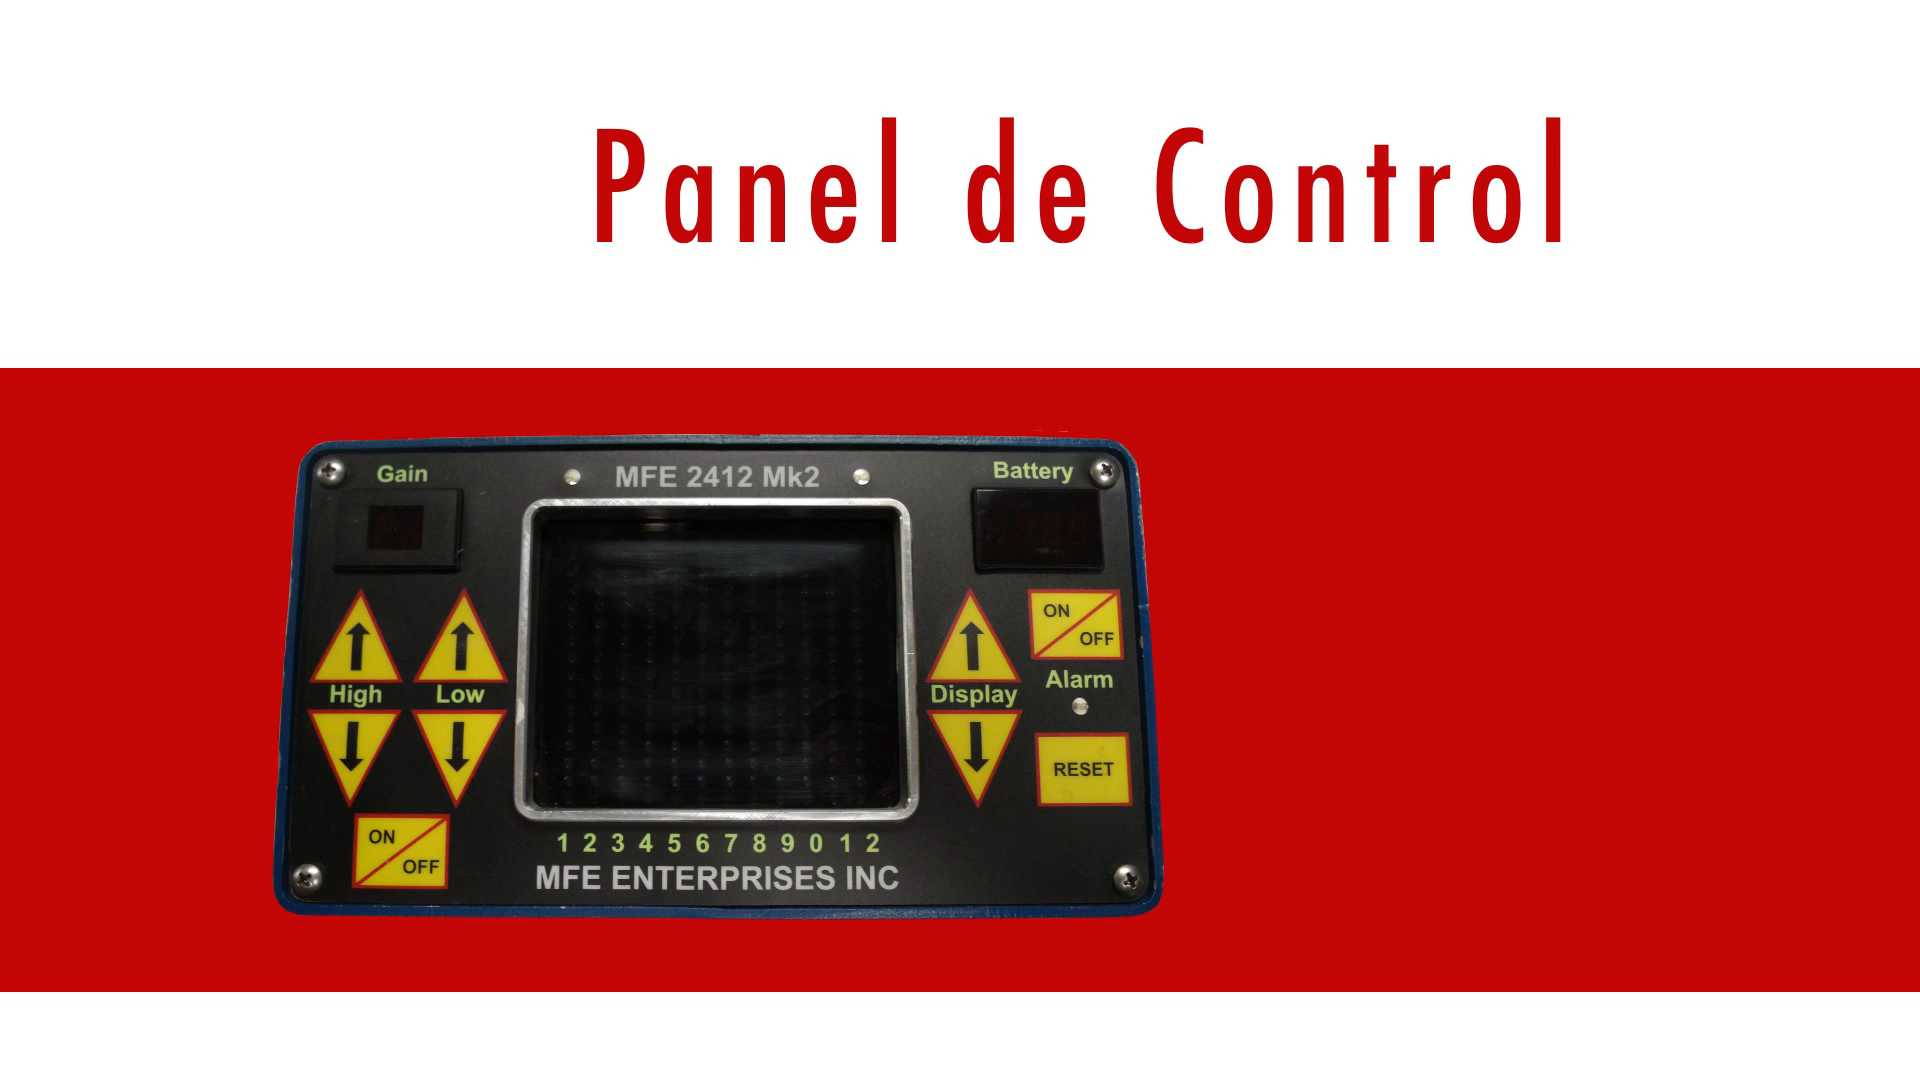 Panel de Control
Gain
MFE 2412 Mk2
Battery
ON
OFF
High
Low
Display
Alarm
RESET
ON
OFF
1 2 3 4 5 6 7 8 9 0 1 2
MFE ENTERPRISES INC